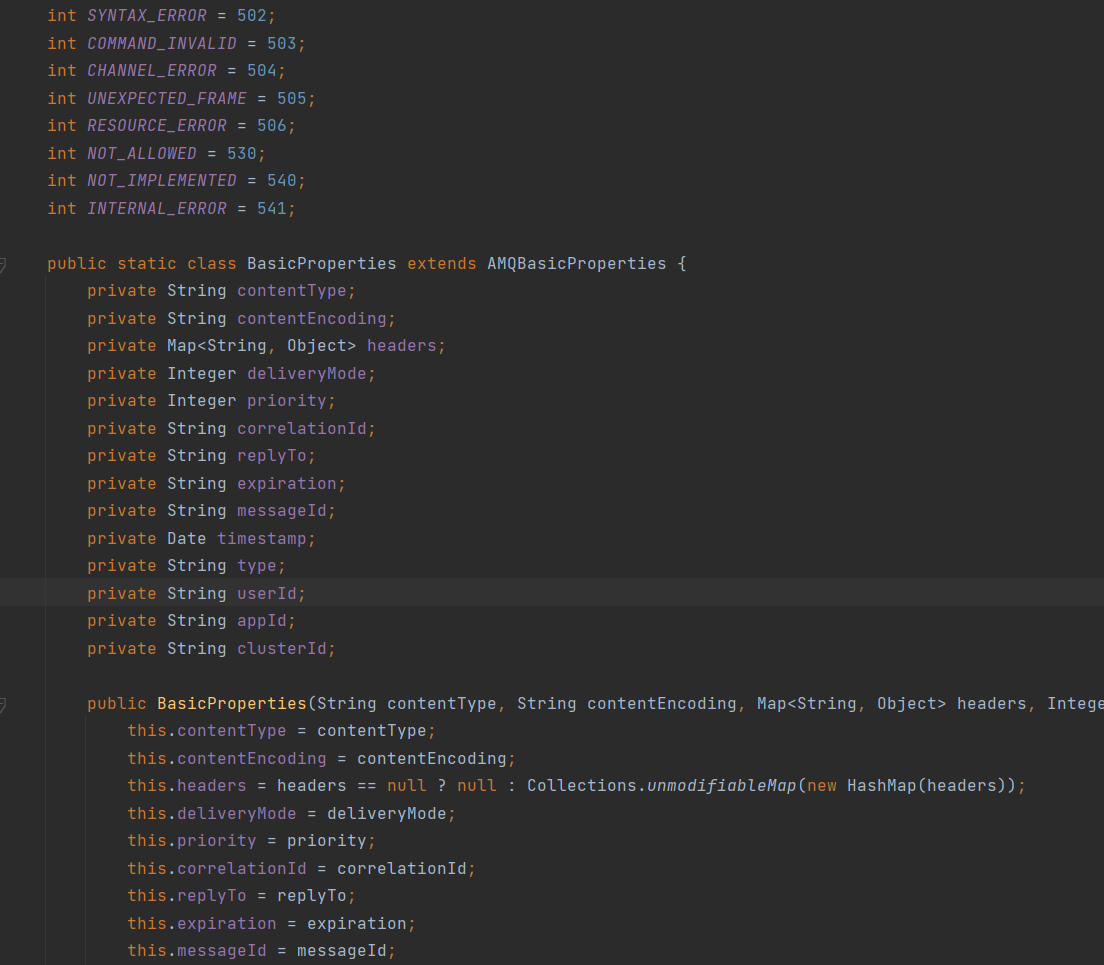 int SYNTAX_ERROR = 502;
int COMMAND_INVALID = 503;
int CHANNEL_ERROR = 504;
int UNEXPECTED_FRAME = 505;
int RESOURCE_ERROR = 506;
int NOT_ALLOWED = 530;
int NOT_IMPLEMENTED = 540;
int INTERNAL_ERROR = 541;
public static class BasicProperties extends AMQBasicProperties {
private String contentType;
private String contentEncoding;
private Map<String, Object> headers;
private Integer deliveryMode;
private Integer priority;
private String correlationId;
private String replyTo;
private String expiration;
private String messageId;
private Date timestamp;
private String type;
private String userId;
private String appId;
private String clusterId;
public BasicProperties(String contentType, String contentEncoding, Map<String, Object> headers, Intege
this.contentType = contentType;
this.contentEncoding = contentEncoding;
this.headers = headers == null ? null : Collections.unmodifiableMap(new HashMap(headers));
this.deliveryMode = deliveryMode;
this.priority = priority;
this.correlationId = correlationId;
this.replyTo = replyTo;
this.expiration = expiration;
this.messageId = messageId;